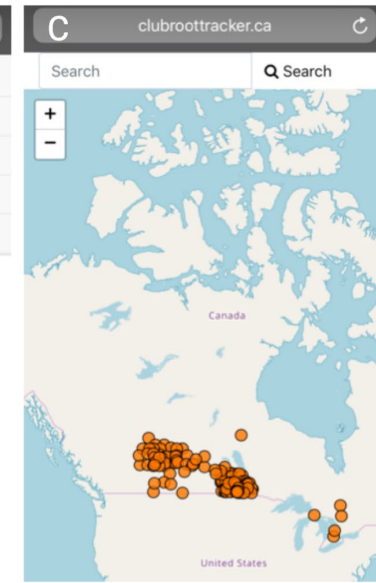 C
clubroottracker.ca
Search
Search
+
−
Canada
United States